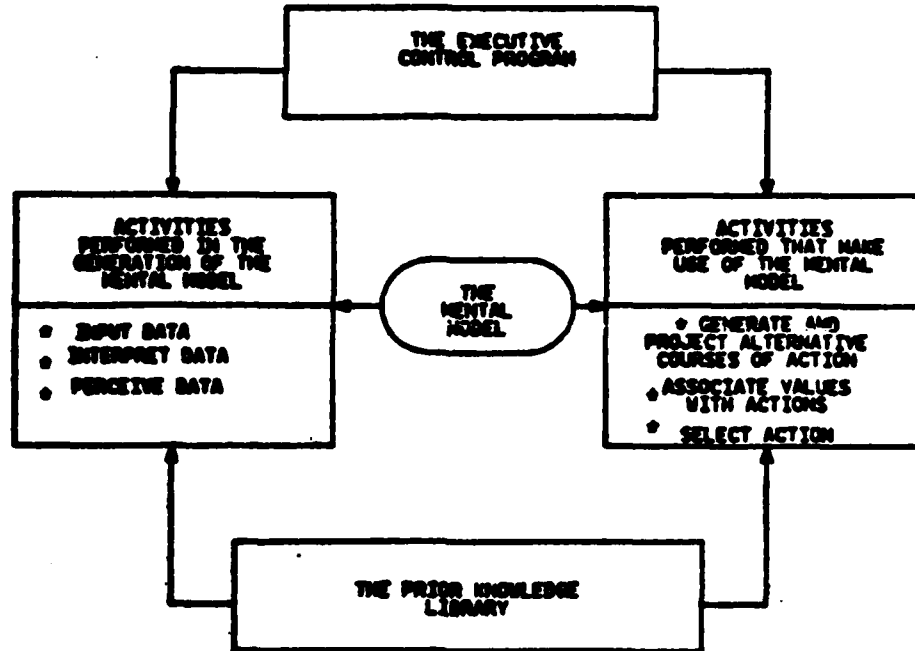 THE EXECUTIVE
CONTROL PROGRAM
ACTIVITIES
PERFORMED IN THE
GENERATION OF THE
MENTAL MODEL
* INPUT DATA
* INTERPRET DATA
* PERCEIVE DATA
THE
MENTAL
MODEL
ACTIVITIES
PERFORMED THAT MAKE
USE OF THE MENTAL
MODEL
* GENERATE AND
PROJECT ALTERNATIVE
COURSES OF ACTION
* ASSOCIATE VALUES
WITH ACTIONS
* SELECT ACTION
THE PRIOR KNOWLEDGE
LIBRARY